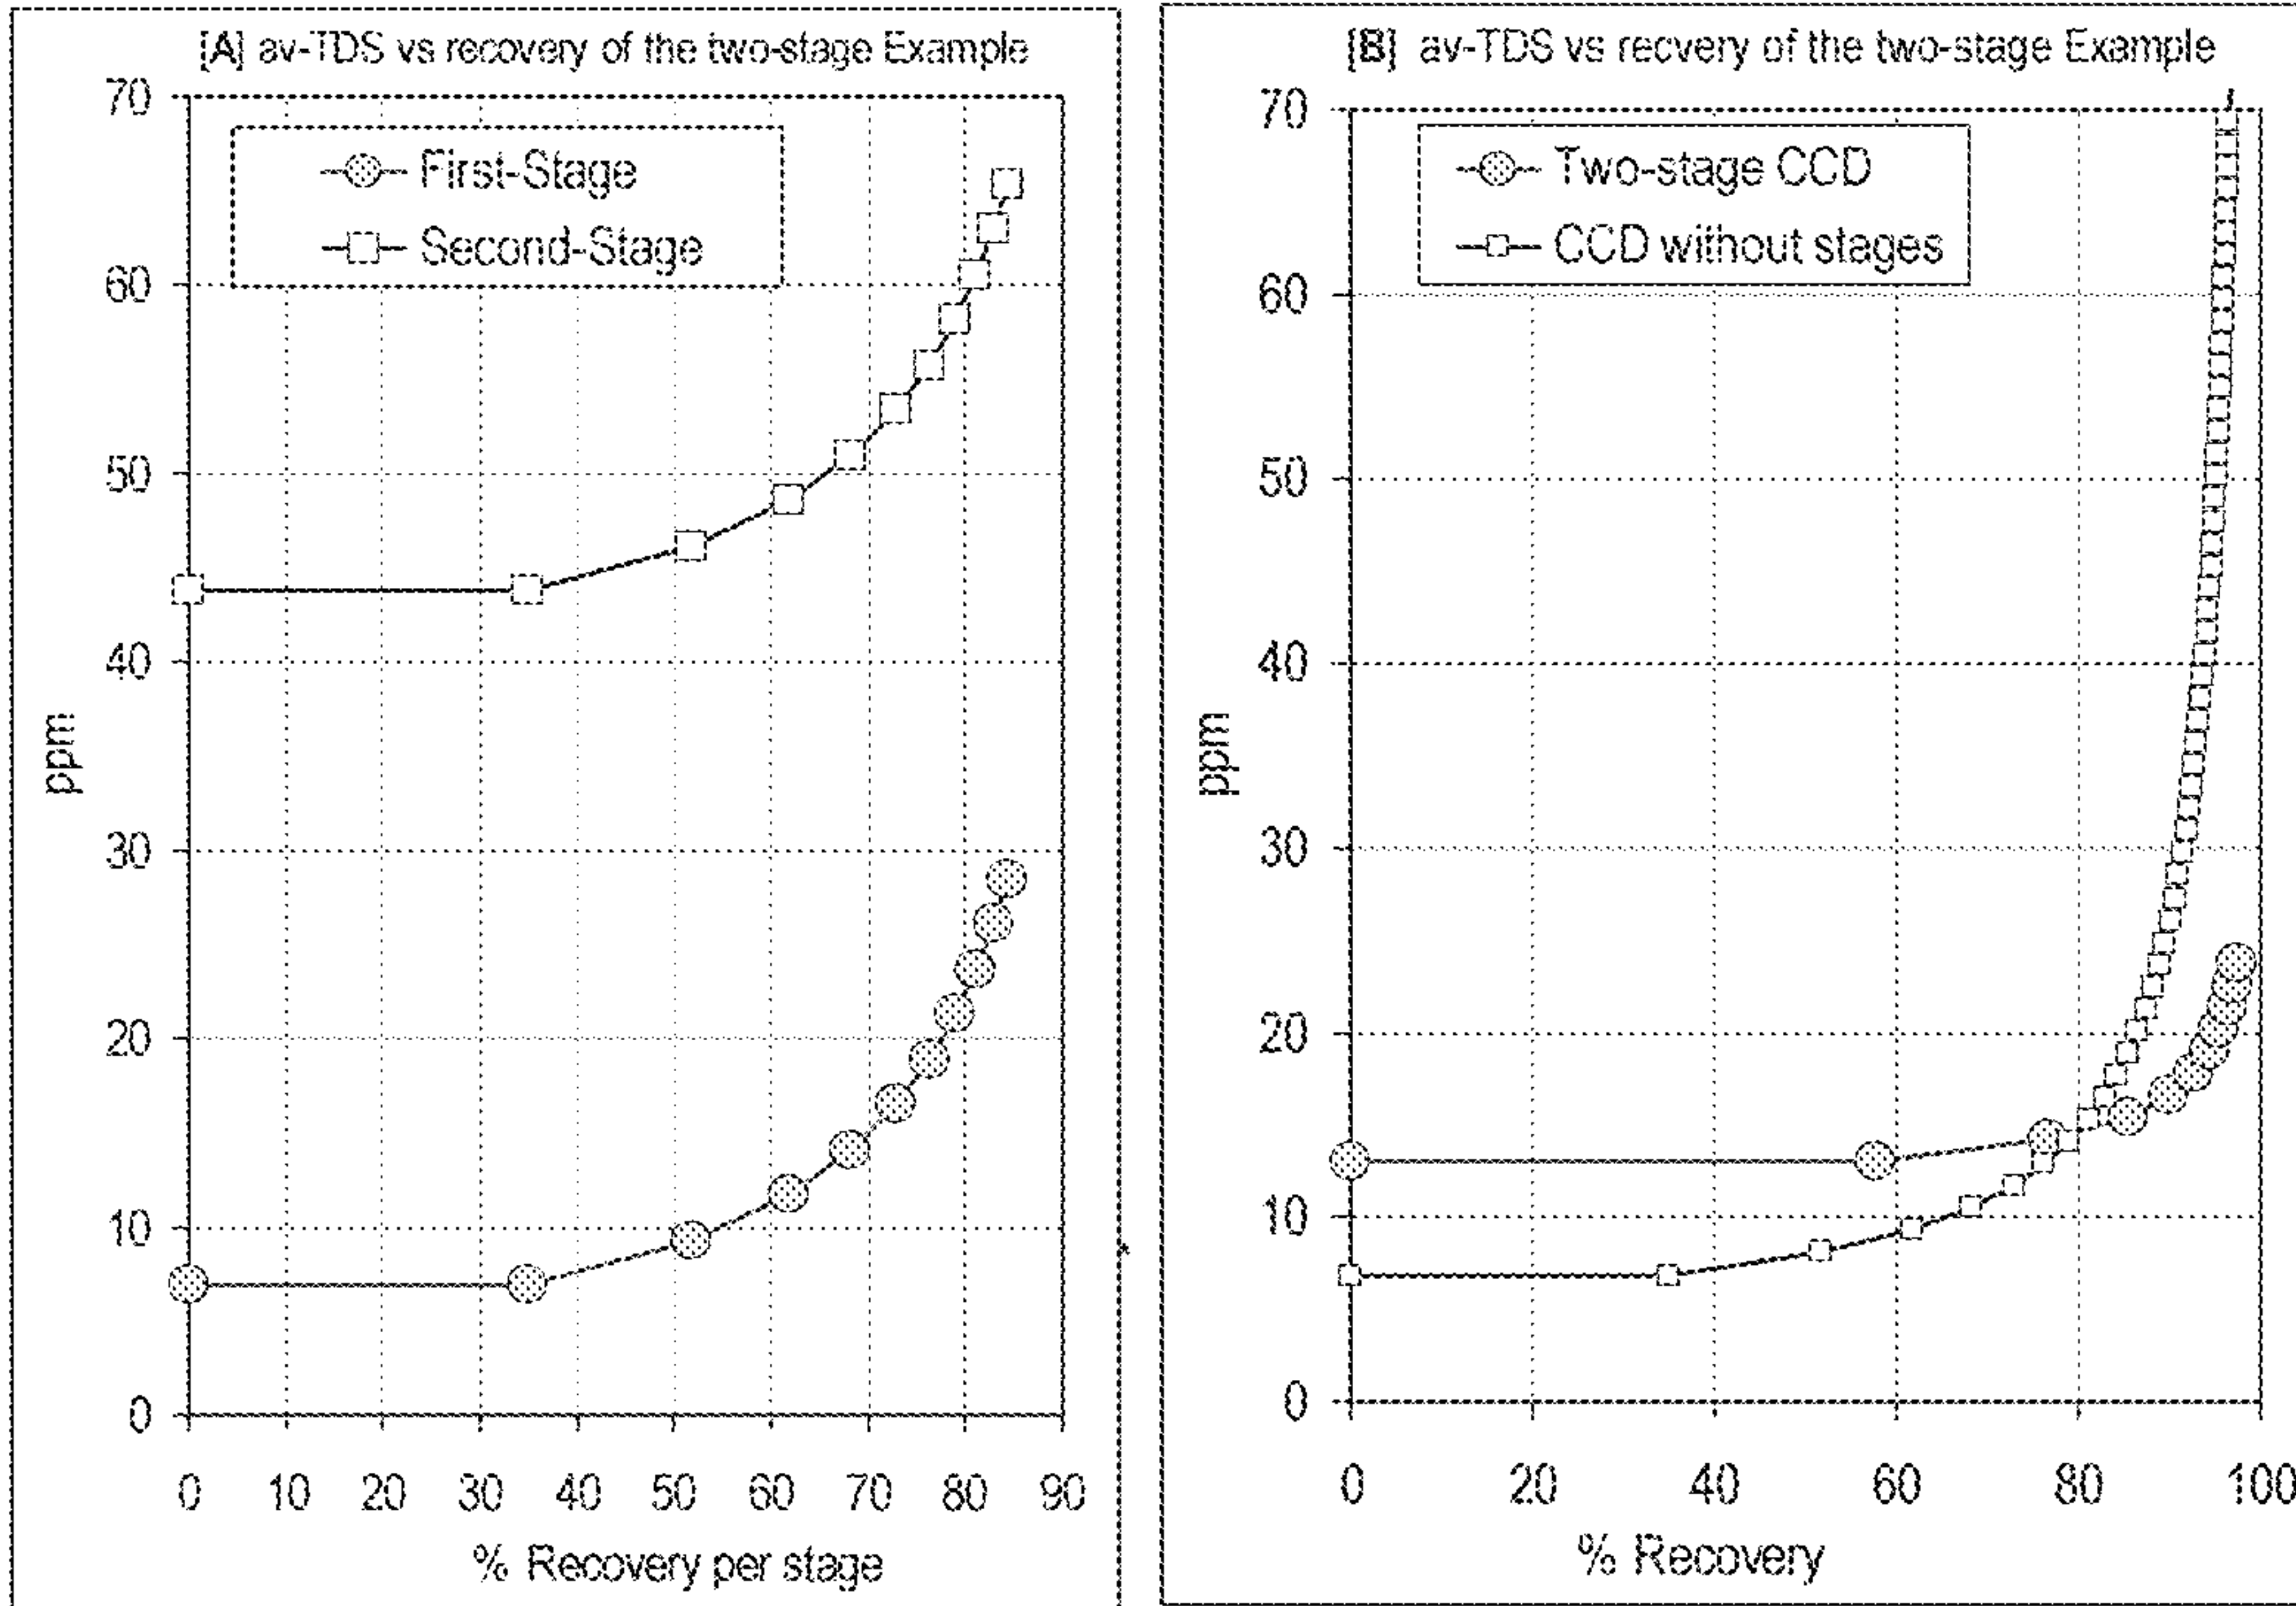 [A] av-TDS vs recovery of the two-stage Example
70
60
50
40
30
20
10
0
ppm
First-Stage
Second-Stage
0 10 20 30 40 50 60 70 80 90
% Recovery per stage
[B] av-TDS vs recvery of the two-stage Example
70
60
50
40
30
20
10
0
ppm
Two-stage CCD
CCD without stages
0 20 40 60 80 100
% Recovery